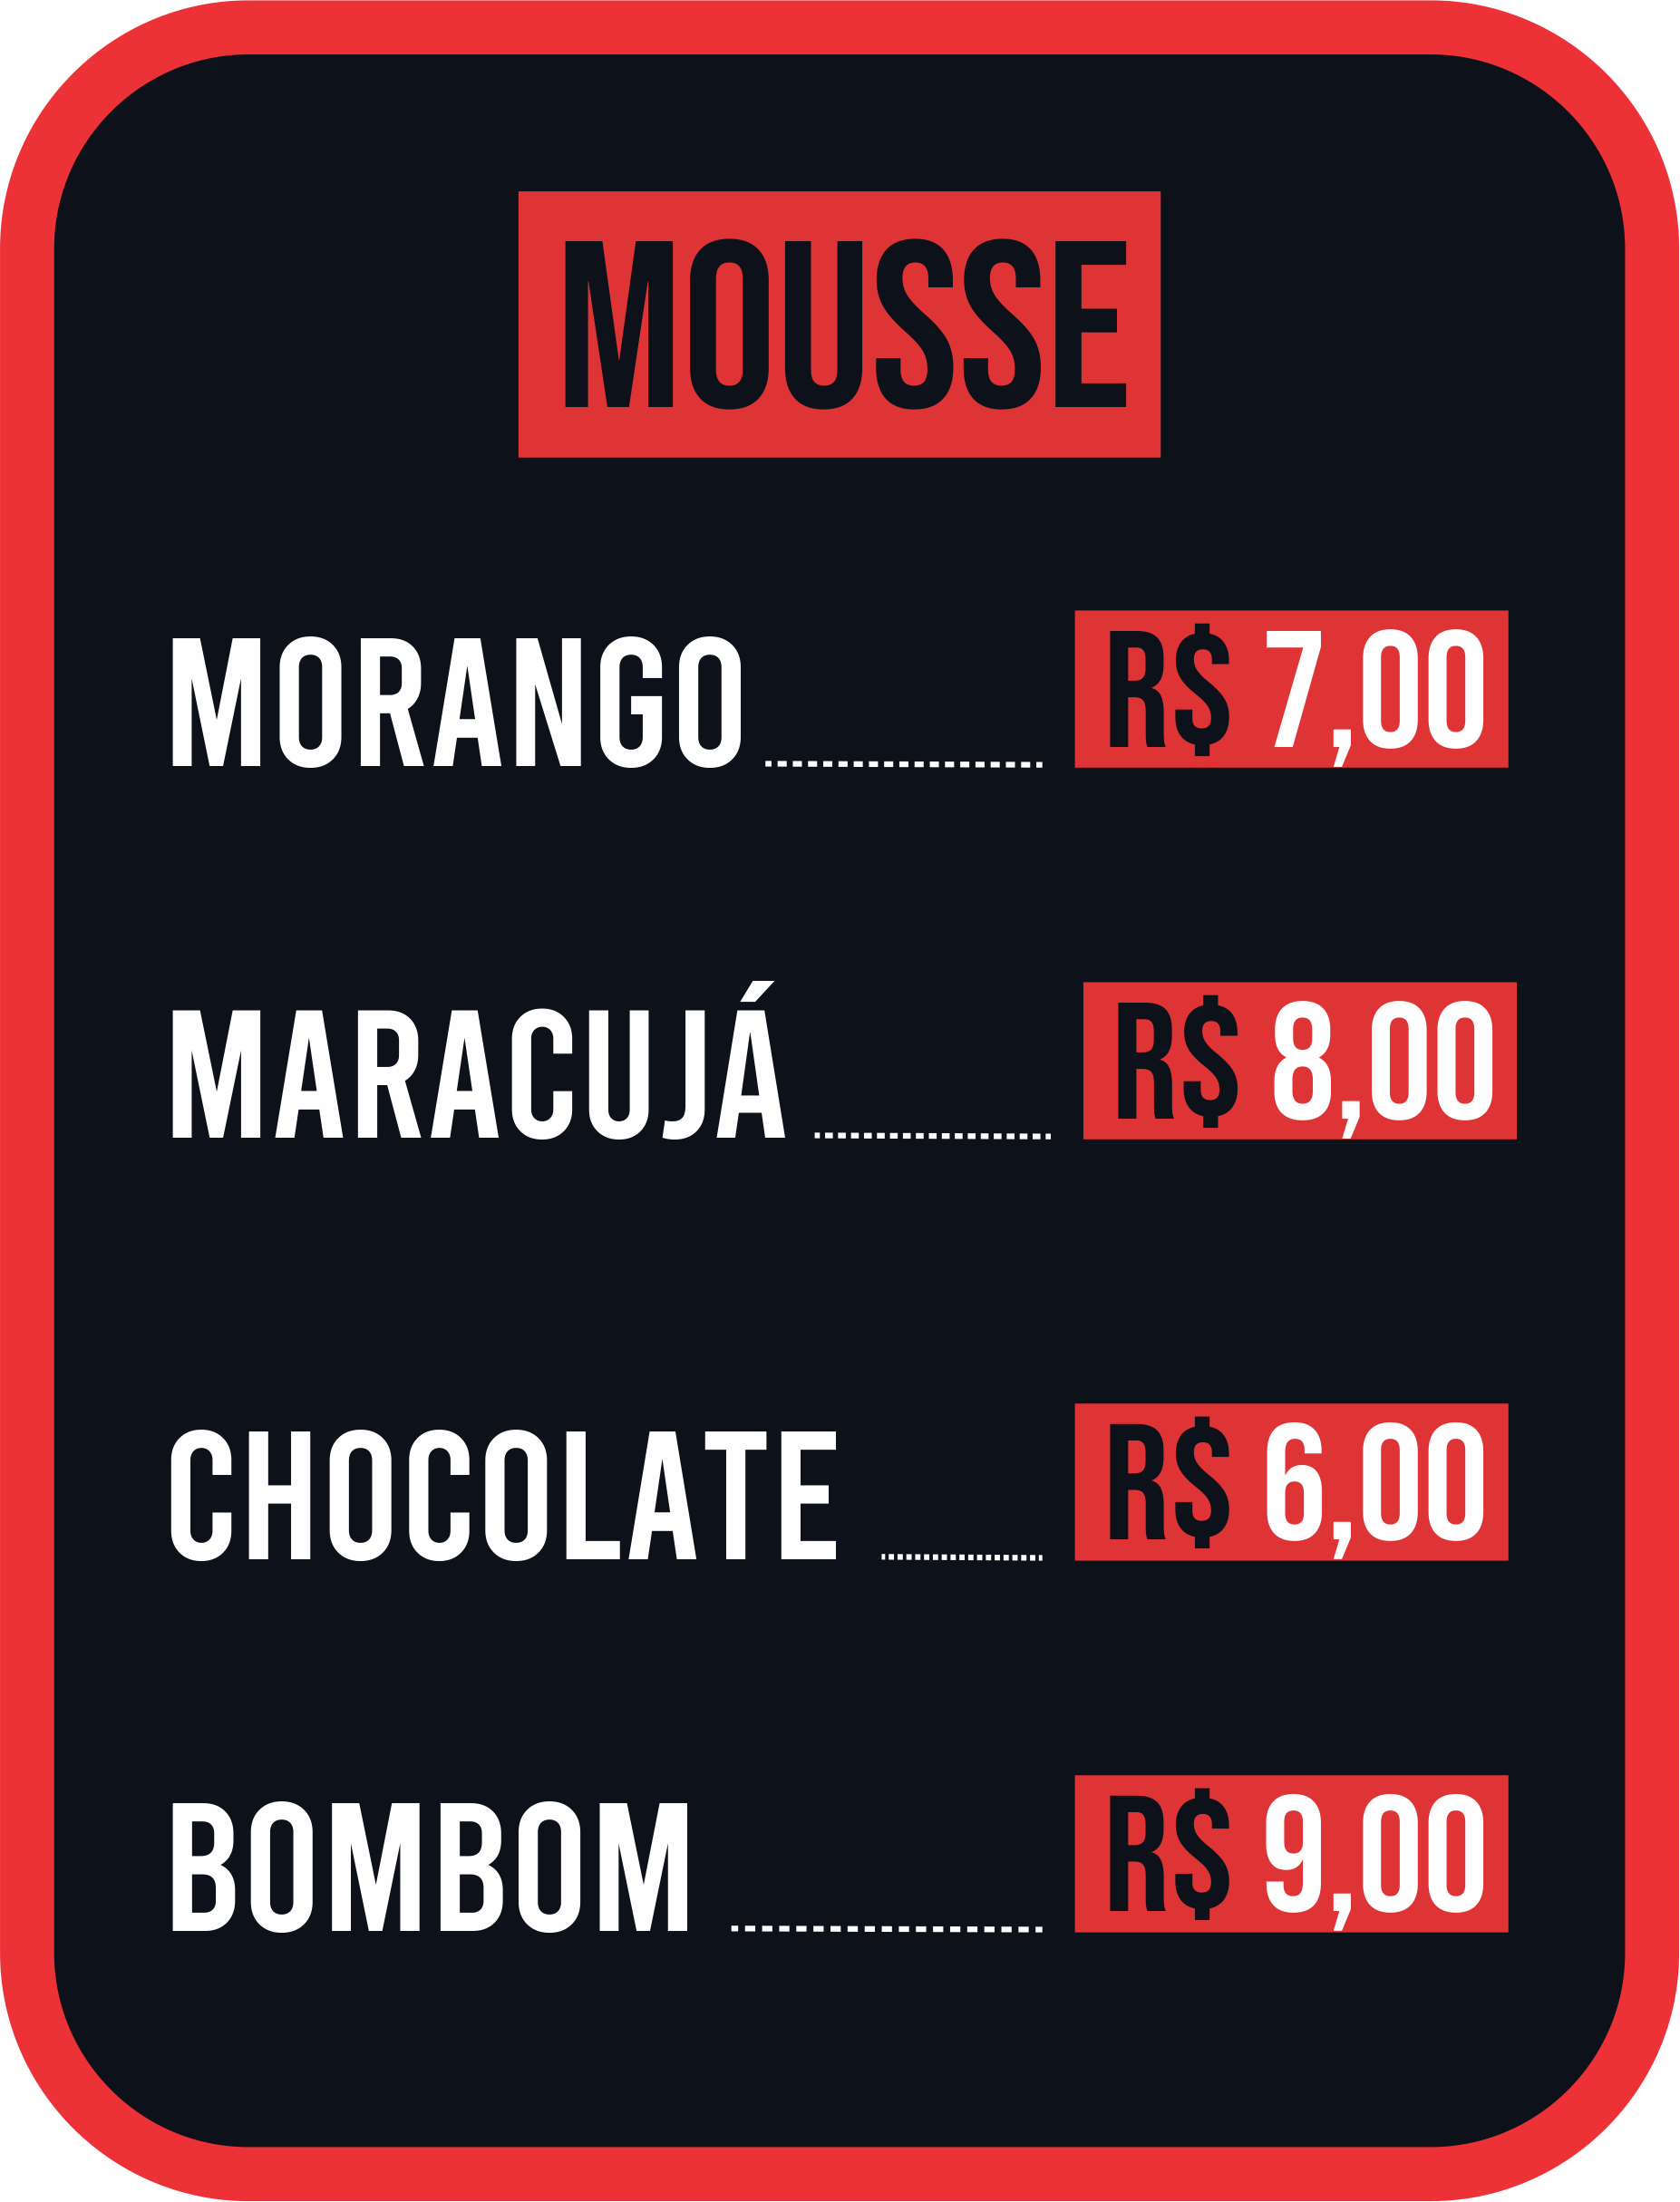 MOUSSE
MORANGO R$ 7,00
MARACUJÁ R$ 8,00
CHOCOLATE R$ 6,00
BOMBOM R$ 9,00